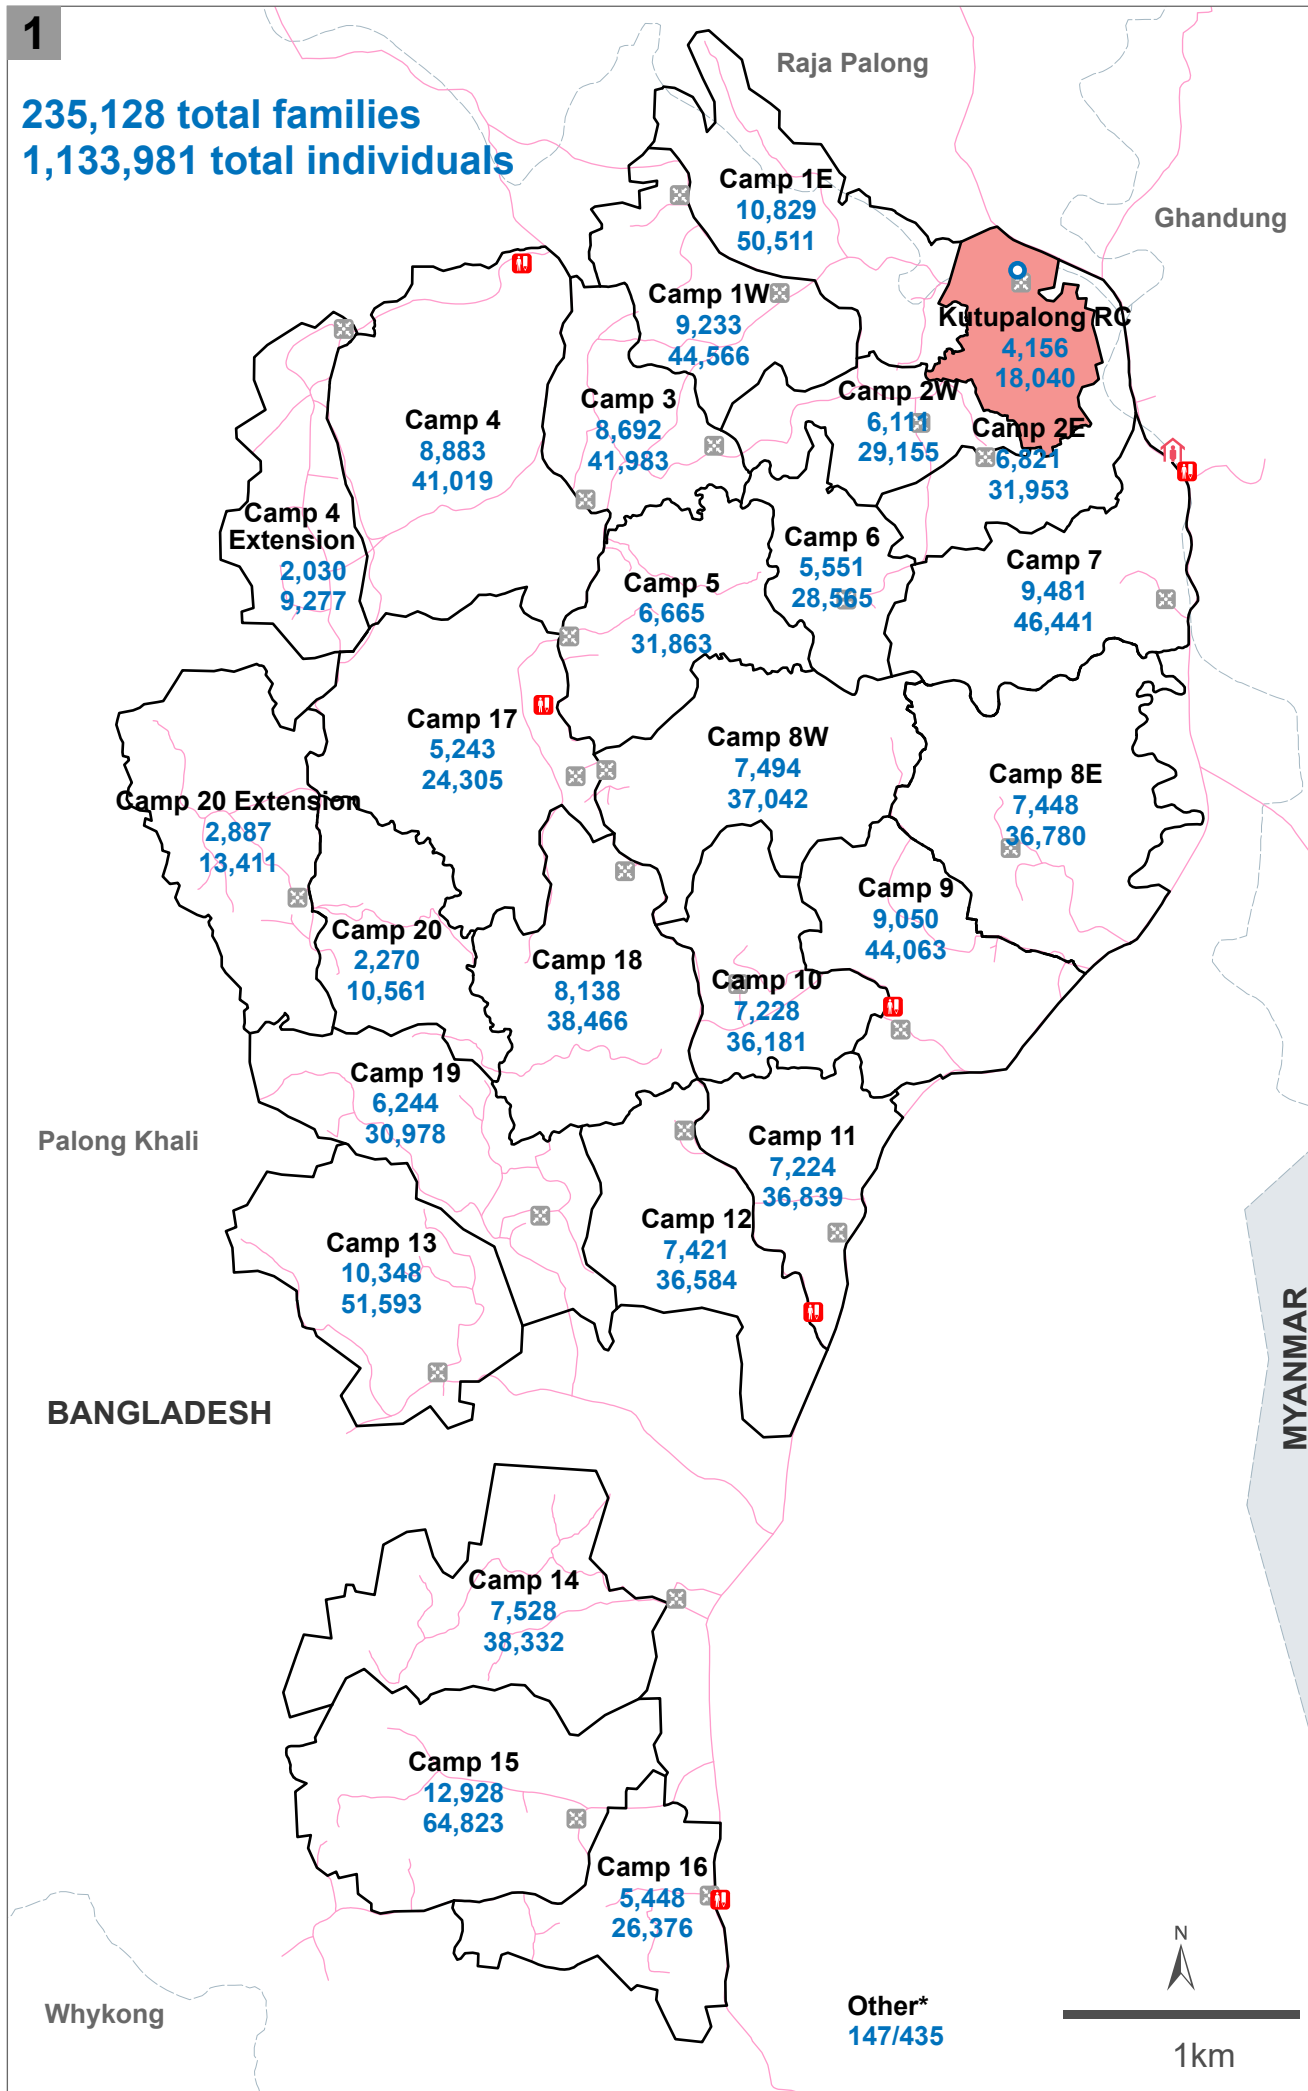 1
235,128 total families
1,133,981 total individuals
Raja Palong
Ghandung
Camp 1E
10,829
50,511
Camp 1W
9,233
44,566
Kutupalong RC
4,156
18,040
Camp 2W
6,111
29,155
Camp 2E
6,821
31,953
Camp 3
8,692
41,983
Camp 4
8,883
41,019
Camp 4
Extension
2,030
9,277
Camp 5
6,665
31,863
Camp 6
5,551
28,565
Camp 7
9,481
46,441
Camp 17
5,243
24,305
Camp 8W
7,494
37,042
Camp 8E
7,448
36,780
Camp 20 Extension
2,887
13,411
Camp 9
9,050
44,063
Camp 20
2,270
10,561
Camp 18
8,138
38,466
Camp 10
7,228
36,181
Camp 19
6,244
30,978
Palong Khali
Camp 11
7,224
36,839
Camp 12
7,421
36,584
Camp 13
10,348
51,593
MYANMAR
BANGLADESH
Camp 14
7,528
38,332
Camp 15
12,928
64,823
Camp 16
5,448
26,376
Whykong
Other*
147/435
N
1km